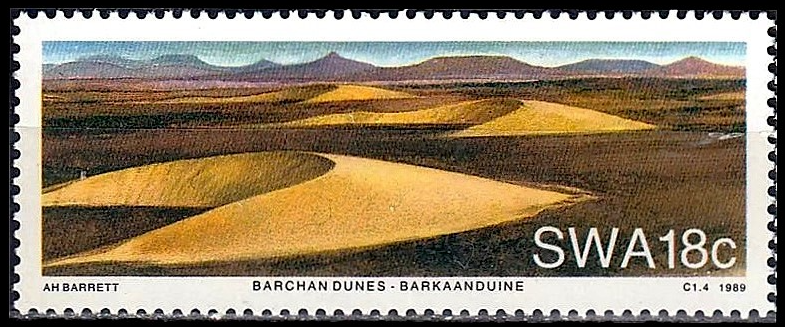 SWA18c
AH BARRETT BARCHAN DUNES - BARKAANDUINE C1.4 1989